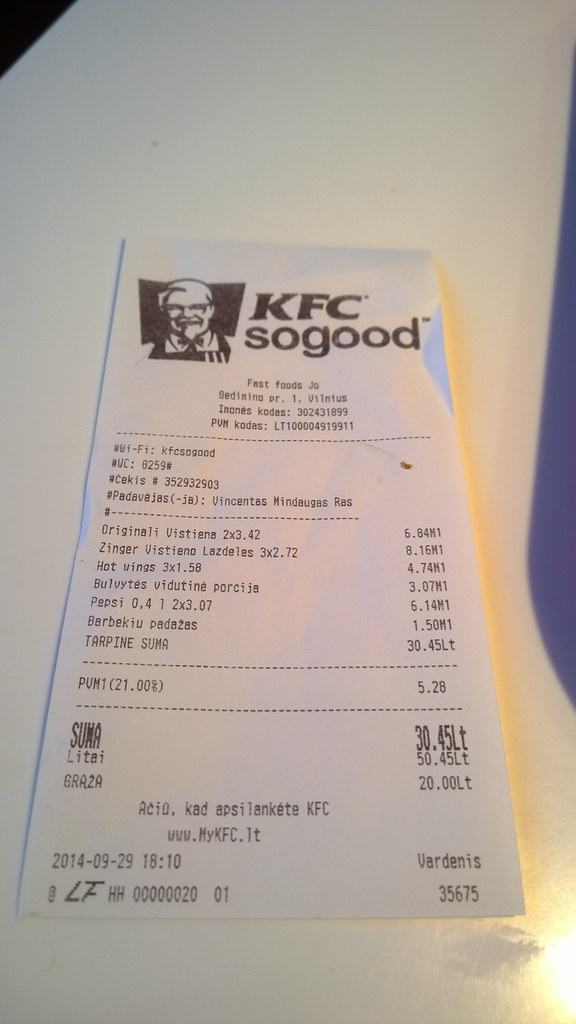 KFC
sogood™
Fast foods Jo
Gedimino pr. 1, Vilnius
Imonės kodas: 302431899
PVM kodas: LT100004919911
#Wi-Fi: kfcsogood
#WC: 8259#
#Čekis # 352932903
#Padavėjas(-ja): Vincentas Mindaugas Ras
#
Originali Vistiena 2x3.42 6.84M1
Zinger Vistieno Lazdelės 3x2.72 8.16M1
Hot wings 3x1.58 4.74M1
Bulvytės vidutinė porcija 3.07M1
Pepsi 0,4 l 2x3.07 6.14M1
Barbekiu padažas 1.50M1
TARPINE SUMA 30.45Lt
PVM1(21.00%) 5.28
SUMA 30.45Lt
Litai 50.45Lt
GRĄŽA 20.00Lt
Ačiū, kad apsilankėte KFC
www.MyKFC.lt
2014-09-29 18:10 Vardenis
@ LF HH 00000020 01 35675